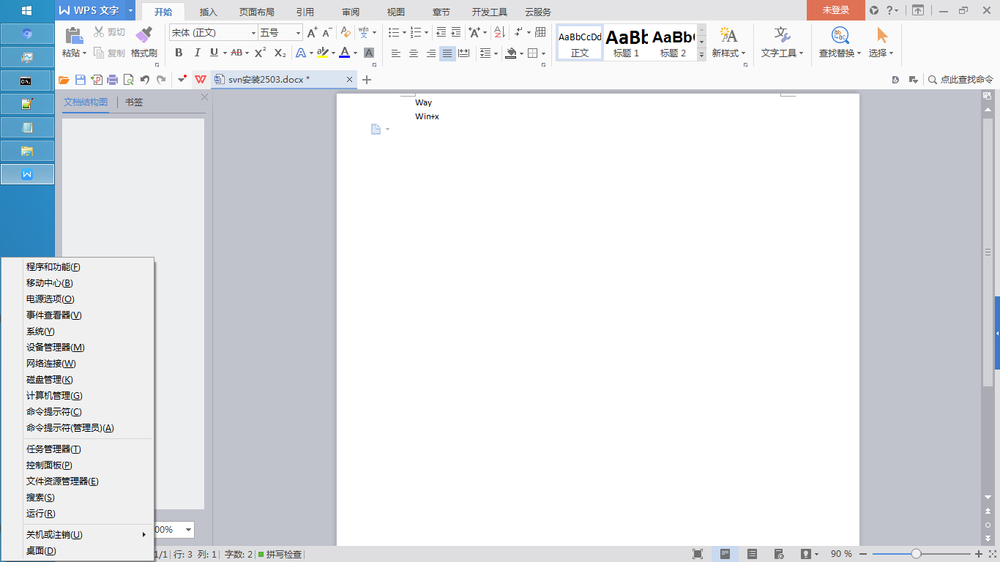 WPS 文字
开始 插入 页面布局 引用 审阅 视图 章节 开发工具 云服务
未登录
粘贴 剪切 复制 格式刷
宋体 (正文) 五号
B I U AB X² X₂ A ab A A
AaBbCcDd 正文
AaBb 标题 1
AaBb 标题 2
新样式 文字工具 查找替换 选择
svn安装2503.docx *
点此查找命令
文档结构图 书签
Way
Win+x
程序和功能(F)
移动中心(B)
电源选项(O)
事件查看器(V)
系统(Y)
设备管理器(M)
网络连接(W)
磁盘管理(K)
计算机管理(G)
命令提示符(C)
命令提示符(管理员)(A)
任务管理器(T)
控制面板(P)
文件资源管理器(E)
搜索(S)
运行(R)
关机或注销(U)
桌面(D)
00%
1/1 行: 3 列: 1 字数: 2 拼写检查
90 %